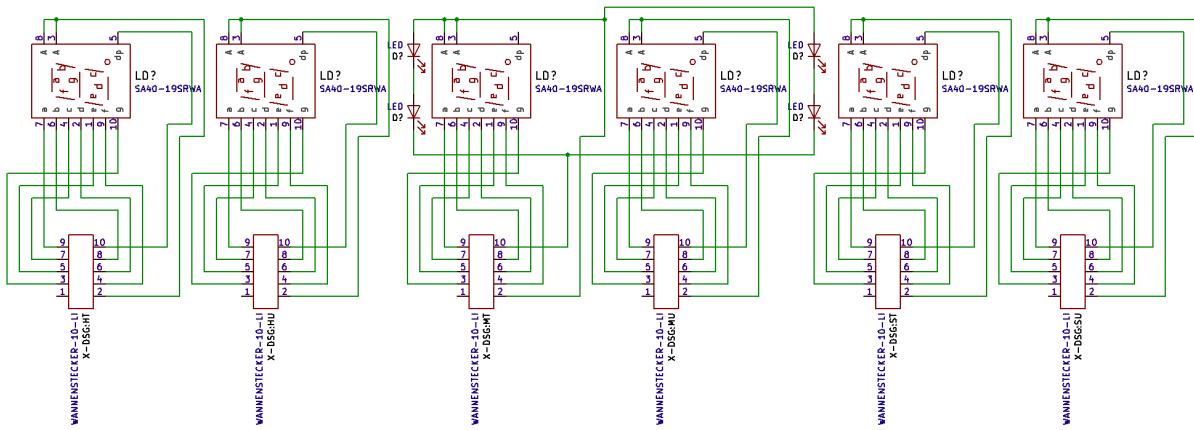 8 3 5
A A dp
a b f g e d c
LD?
SA40-19SRWA
a b c d e f g
7 6 4 2 1 9 10
9 10
7 8
5 6
3 4
1 2
WANNENSTECKER-10-LI
X-DSG:HT
8 3 5
A A dp
a b f g e d c
LD?
SA40-19SRWA
a b c d e f g
7 6 4 2 1 9 10
9 10
7 8
5 6
3 4
1 2
WANNENSTECKER-10-LI
X-DSG:HU
LED
D?
LED
D?
8 3 5
A A dp
a b f g e d c
LD?
SA40-19SRWA
a b c d e f g
7 6 4 2 1 9 10
9 10
7 8
5 6
3 4
1 2
WANNENSTECKER-10-LI
X-DSG:MT
8 3 5
A A dp
a b f g e d c
LD?
SA40-19SRWA
a b c d e f g
7 6 4 2 1 9 10
9 10
7 8
5 6
3 4
1 2
WANNENSTECKER-10-LI
X-DSG:MU
LED
D?
LED
D?
8 3 5
A A dp
a b f g e d c
LD?
SA40-19SRWA
a b c d e f g
7 6 4 2 1 9 10
9 10
7 8
5 6
3 4
1 2
WANNENSTECKER-10-LI
X-DSG:ST
8 3 5
A A dp
a b f g e d c
LD?
SA40-19SRWA
a b c d e f g
7 6 4 2 1 9 10
9 10
7 8
5 6
3 4
1 2
WANNENSTECKER-10-LI
X-DSG:SU